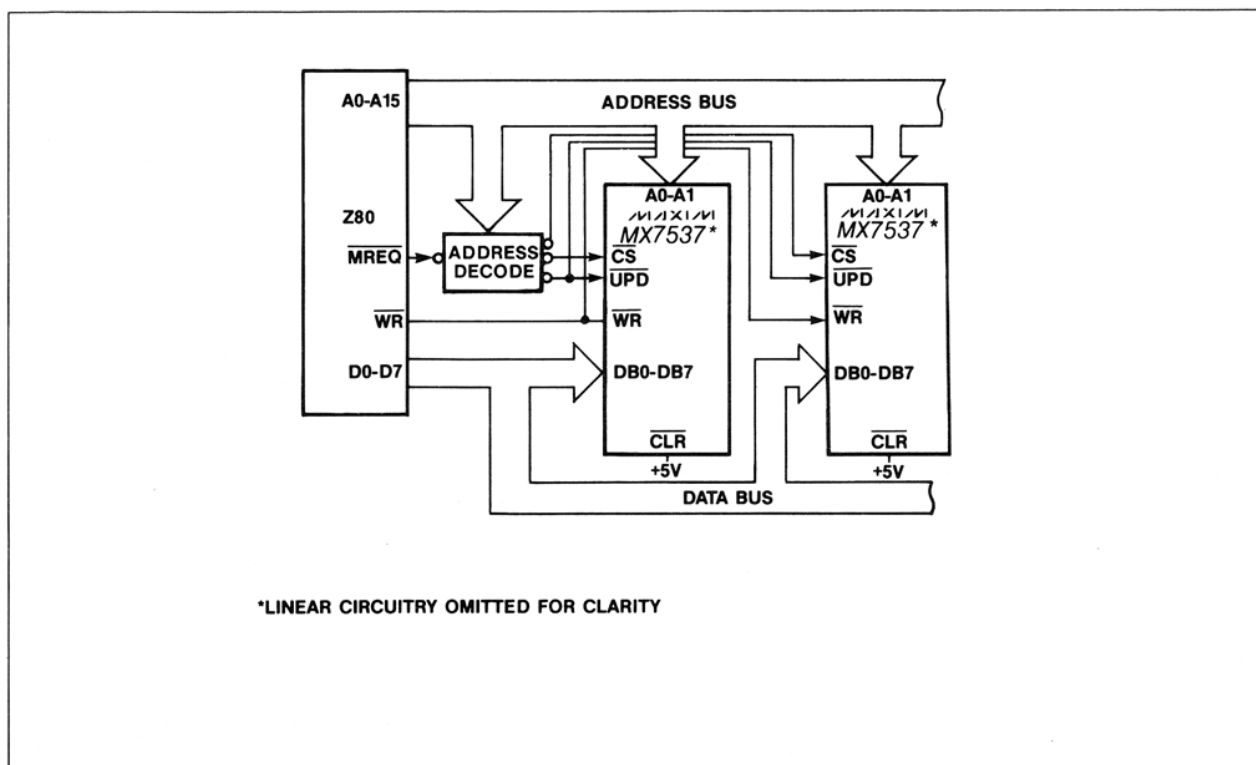 A0-A15
ADDRESS BUS
Z80
MREQ
ADDRESS
DECODE
WR
D0-D7
A0-A1
MAXIM
MX7537*
CS
UPD
WR
DB0-DB7
CLR
+5V
A0-A1
MAXIM
MX7537*
CS
UPD
WR
DB0-DB7
CLR
+5V
DATA BUS
*LINEAR CIRCUITRY OMITTED FOR CLARITY